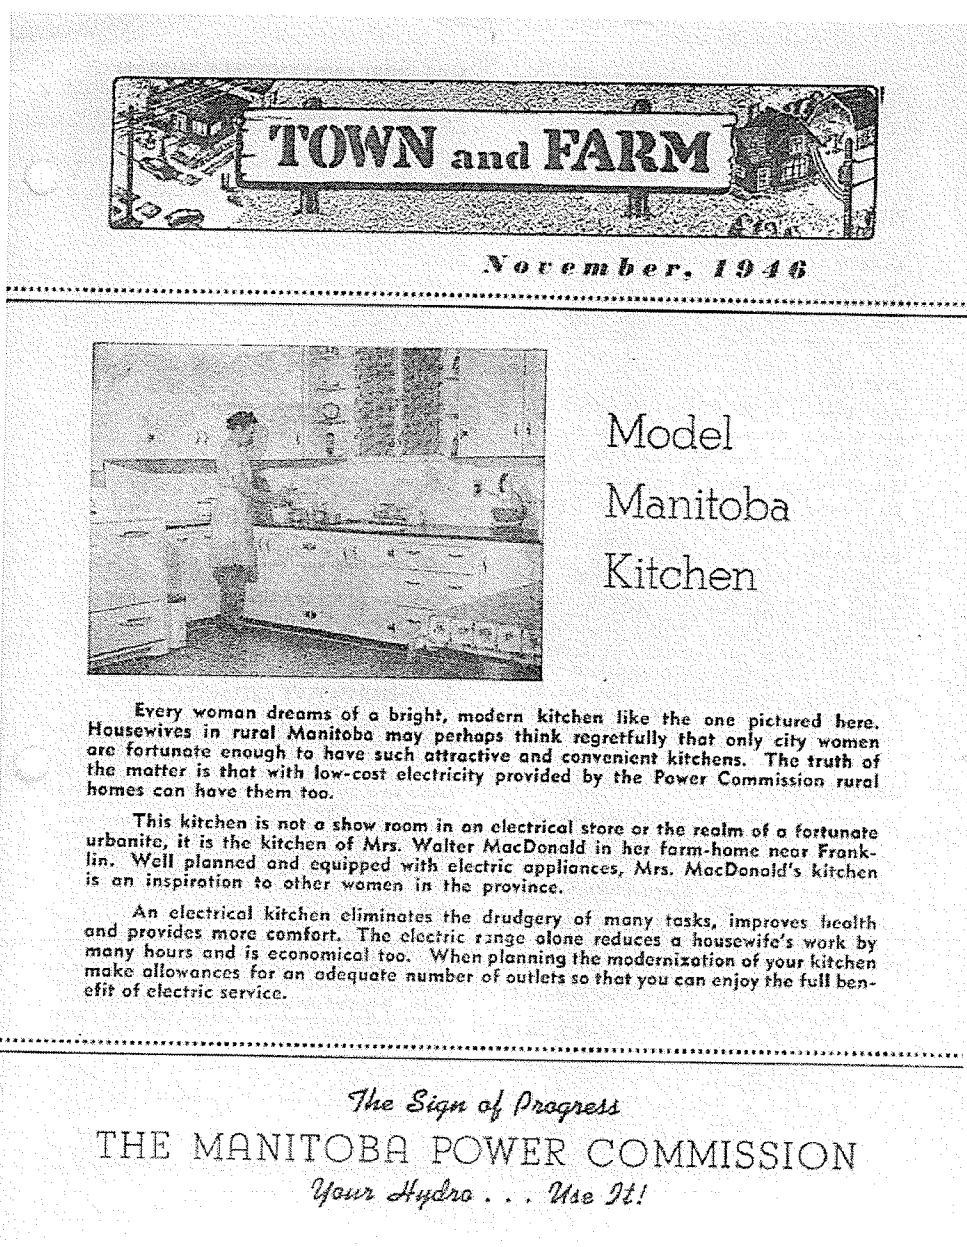 TOWN and FARM
November, 1946
Model
Manitoba
Kitchen
Every woman dreams of a bright, modern kitchen like the one pictured here.
Housewives in rural Manitoba may perhaps think regretfully that only city women
are fortunate enough to have such attractive and convenient kitchens. The truth of
the matter is that with low-cost electricity provided by the Power Commission rural
homes can have them too.
This kitchen is not a show room in an electrical store or the realm of a fortunate
urbanite, it is the kitchen of Mrs. Walter MacDonald in her farm-home near Frank-
lin. Well planned and equipped with electric appliances, Mrs. MacDonald's kitchen
is an inspiration to other women in the province.
An electrical kitchen eliminates the drudgery of many tasks, improves health
and provides more comfort. The electric range alone reduces a housewife's work by
many hours and is economical too. When planning the modernization of your kitchen
make allowances for an adequate number of outlets so that you can enjoy the full ben-
efit of electric service.
The Sign of Progress
THE MANITOBA POWER COMMISSION
Your Hydro . . . Use It!